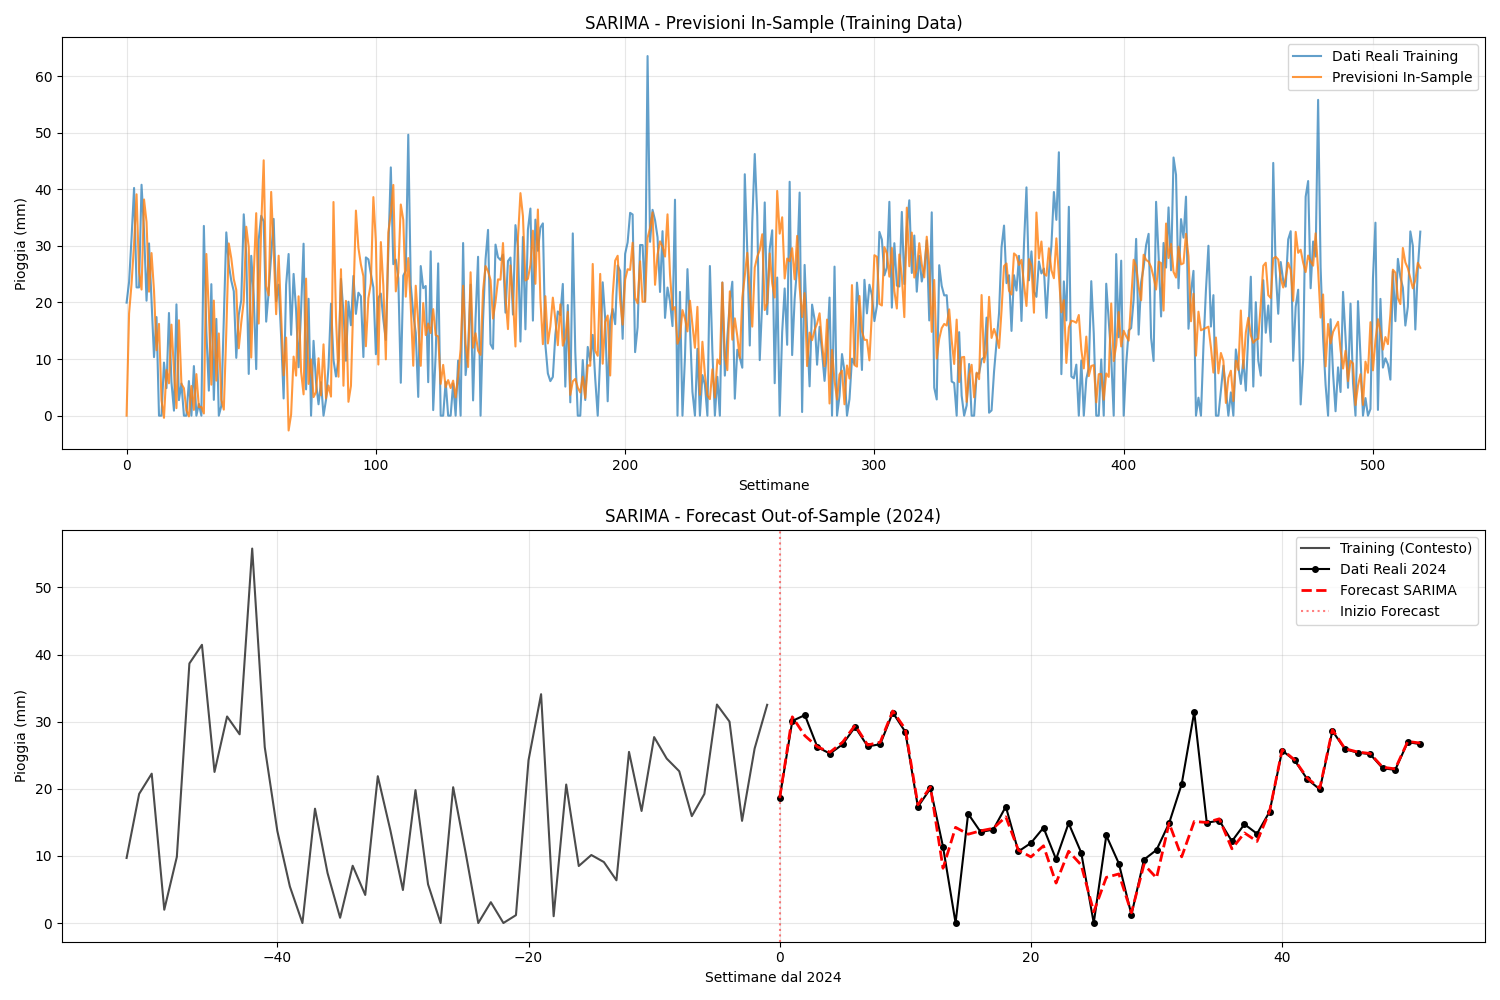 SARIMA - Previsioni In-Sample (Training Data)
Pioggia (mm)
60
50
40
30
20
10
0
Dati Reali Training
Previsioni In-Sample
0
100
200
300
400
500
Settimane
SARIMA - Forecast Out-of-Sample (2024)
Pioggia (mm)
50
40
30
20
10
0
Training (Contesto)
Dati Reali 2024
Forecast SARIMA
Inizio Forecast
−40
−20
0
20
40
Settimane dal 2024